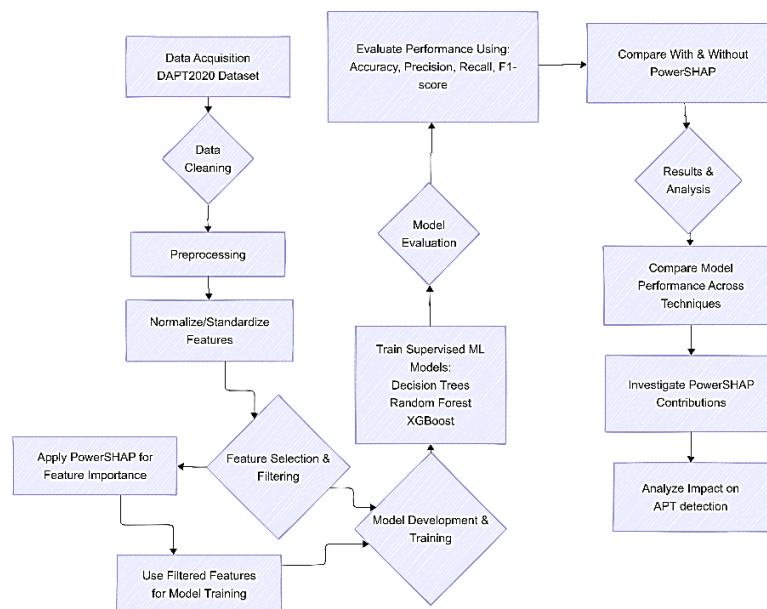 Data Acquisition
DAPT2020 Dataset
Data
Cleaning
Preprocessing
Normalize/Standardize
Features
Feature Selection &
Filtering
Apply PowerSHAP for
Feature Importance
Use Filtered Features
for Model Training
Model Development &
Training
Train Supervised ML
Models:
Decision Trees
Random Forest
XGBoost
Model
Evaluation
Evaluate Performance Using:
Accuracy, Precision, Recall, F1-
score
Compare With & Without
PowerSHAP
Results &
Analysis
Compare Model
Performance Across
Techniques
Investigate PowerSHAP
Contributions
Analyze Impact on
APT detection